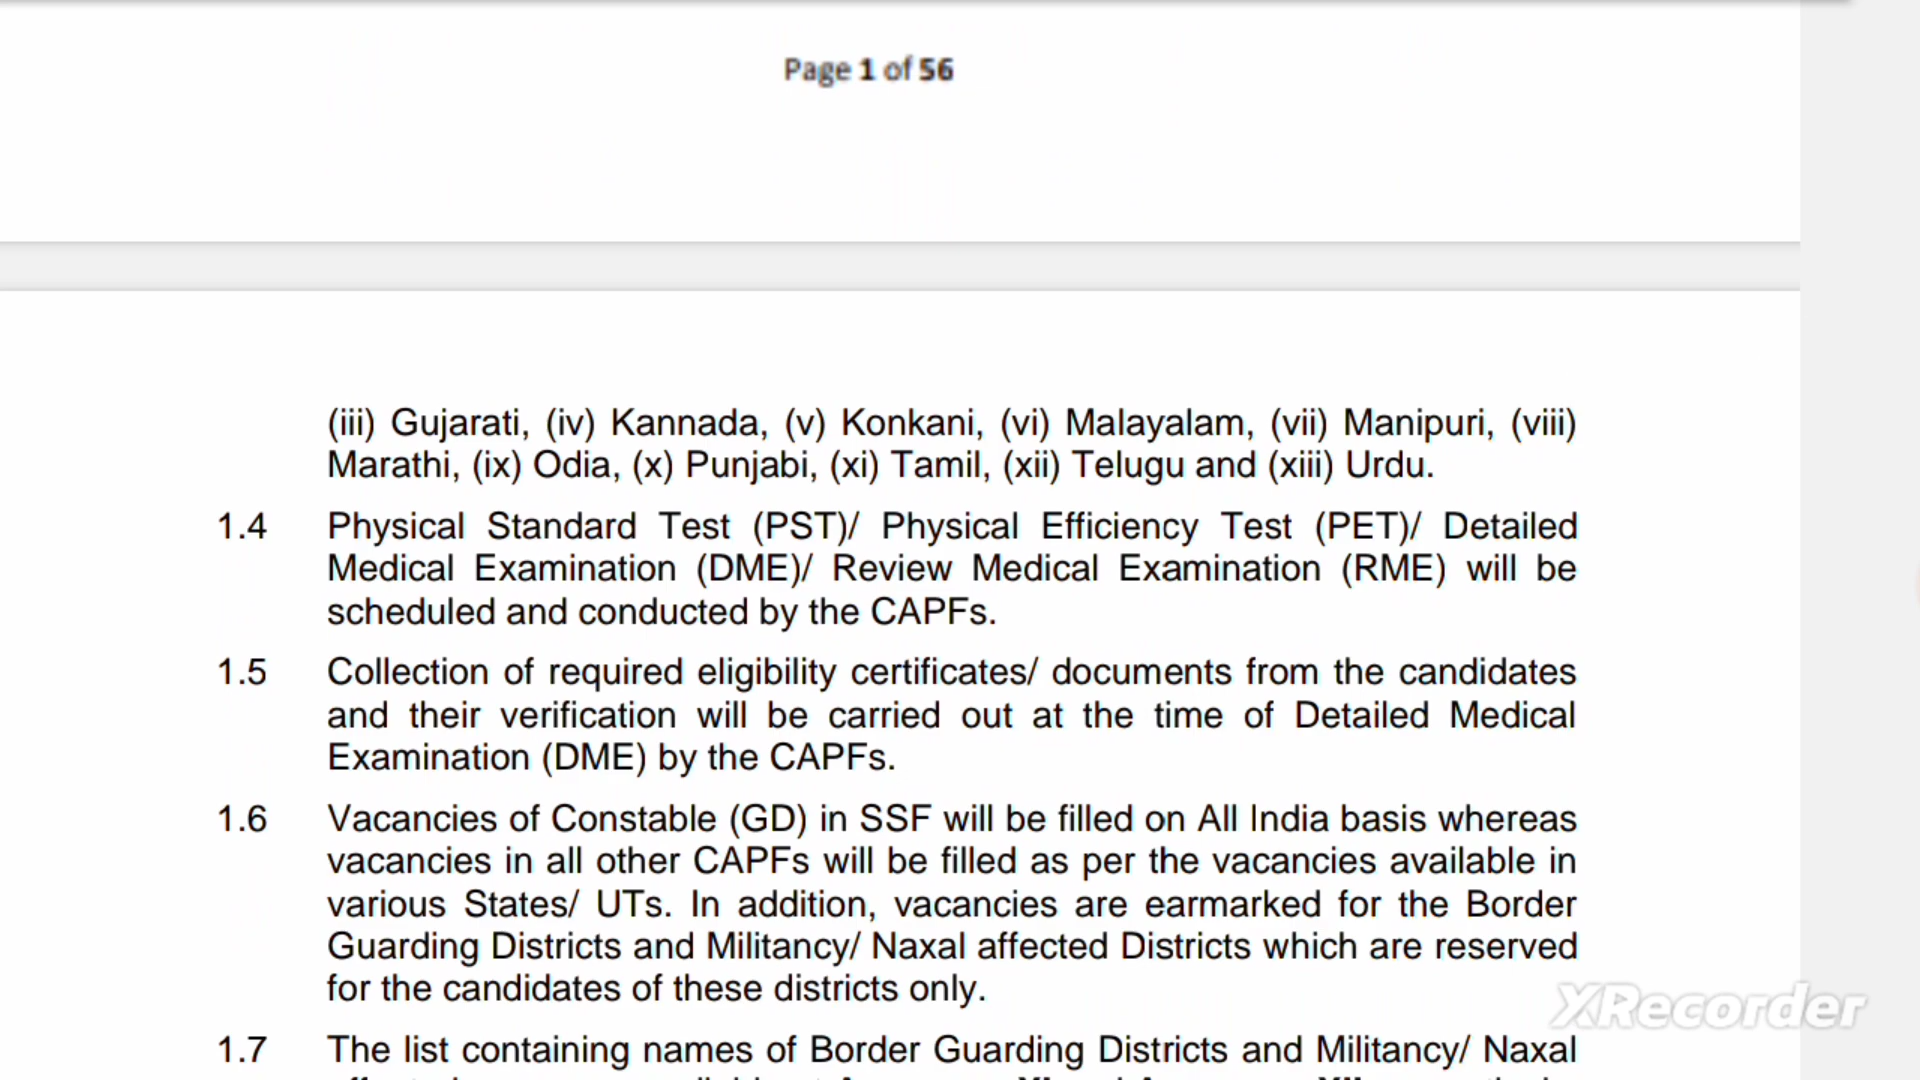 Page 1 of 56
(iii) Gujarati, (iv) Kannada, (v) Konkani, (vi) Malayalam, (vii) Manipuri, (viii)
Marathi, (ix) Odia, (x) Punjabi, (xi) Tamil, (xii) Telugu and (xiii) Urdu.
1.4 Physical Standard Test (PST)/ Physical Efficiency Test (PET)/ Detailed
Medical Examination (DME)/ Review Medical Examination (RME) will be
scheduled and conducted by the CAPFs.
1.5 Collection of required eligibility certificates/ documents from the candidates
and their verification will be carried out at the time of Detailed Medical
Examination (DME) by the CAPFs.
1.6 Vacancies of Constable (GD) in SSF will be filled on All India basis whereas
vacancies in all other CAPFs will be filled as per the vacancies available in
various States/ UTs. In addition, vacancies are earmarked for the Border
Guarding Districts and Militancy/ Naxal affected Districts which are reserved
for the candidates of these districts only.
XRecorder
1.7 The list containing names of Border Guarding Districts and Militancy/ Naxal